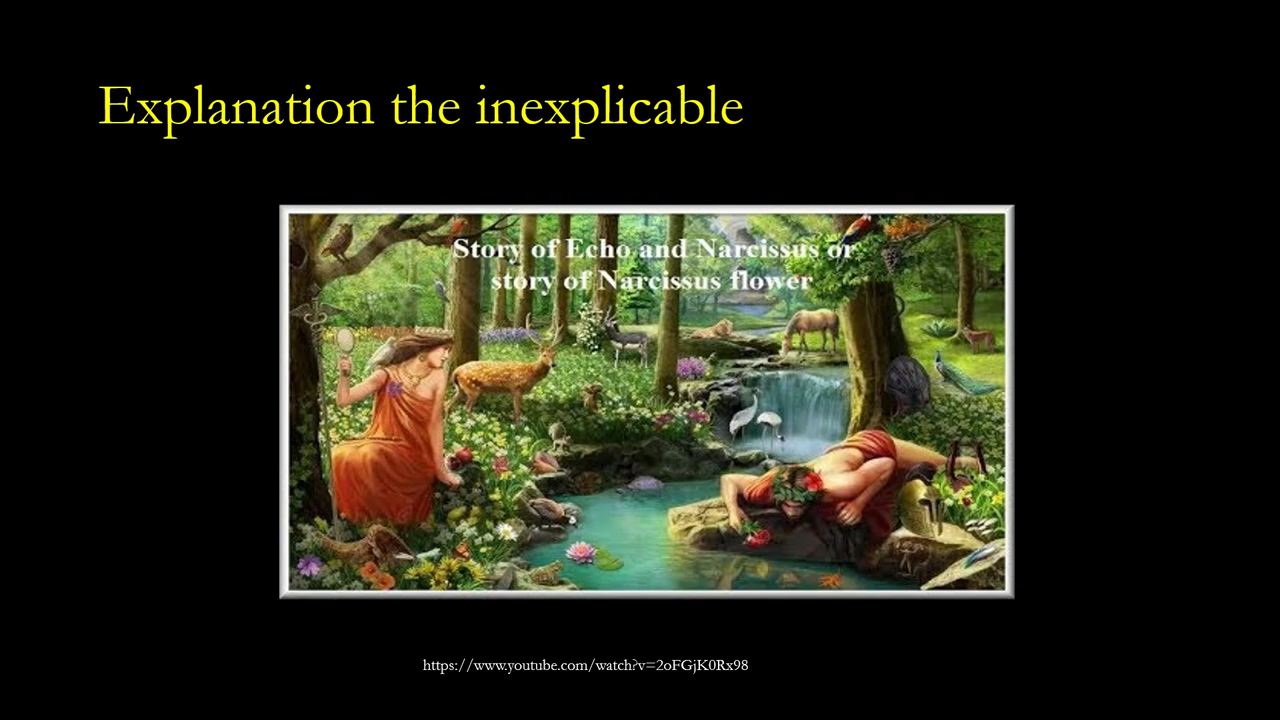 Explanation the inexplicable
Story of Echo and Narcissus or
story of Narcissus flower
https://www.youtube.com/watch?v=2oFGjK0Rx98